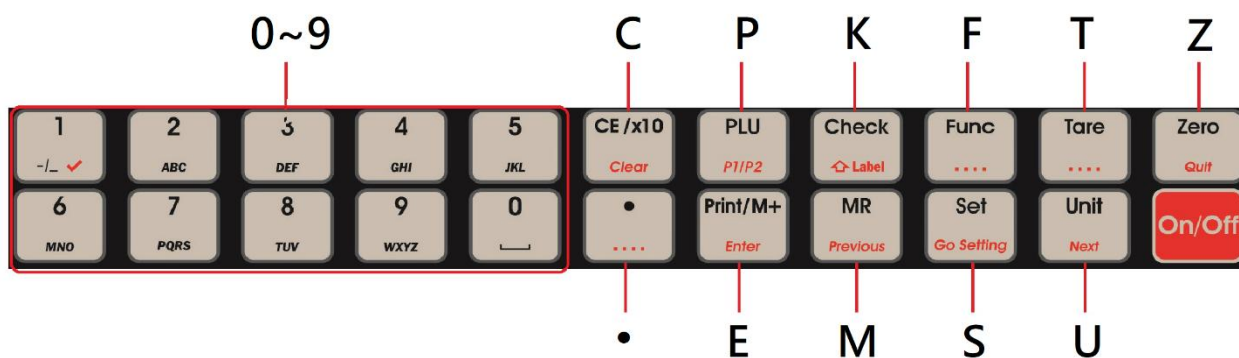 0~9 C P K F T Z
1 2 3 4 5 CE/x10 PLU Check Func Tare Zero
-/_ ✓ ABC DEF GHI JKL Clear P1/P2 Label .... .... Quit
6 7 8 9 0 • Print/M+ MR Set Unit On/Off
MNO PQRS TUV WXYZ .... Enter Previous Go Setting Next
• E M S U